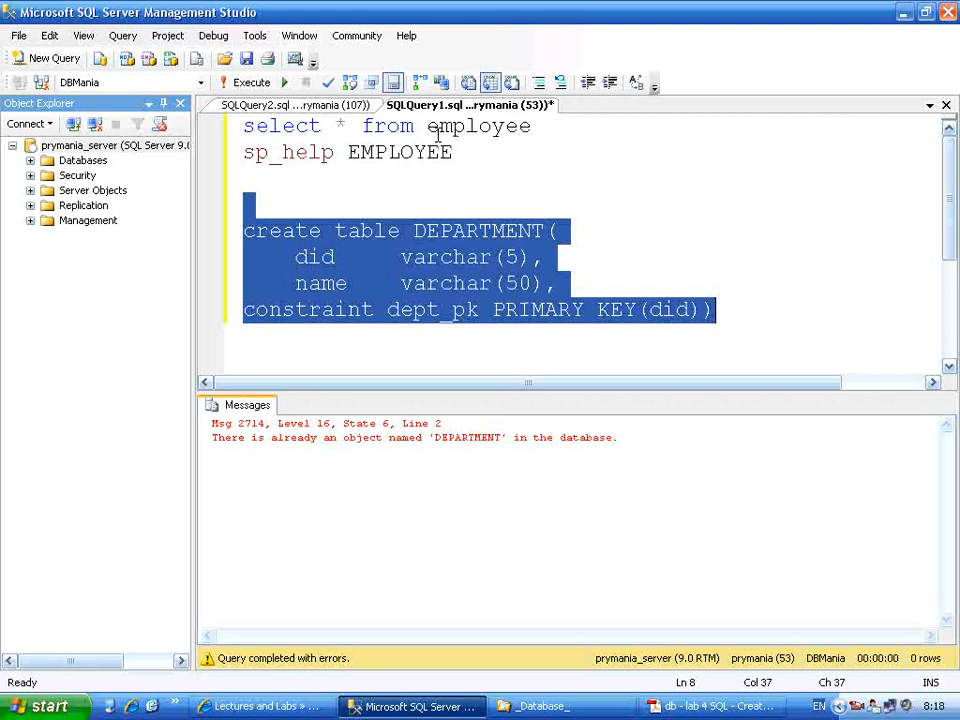 Microsoft SQL Server Management Studio
File Edit View Query Project Debug Tools Window Community Help
New Query
DBMania Execute
Object Explorer
SQLQuery2.sql ...rymania (107)) SQLQuery1.sql ...rymania (53))*
Connect
prymania_server (SQL Server 9.0
Databases
Security
Server Objects
Replication
Management
select * from employee
sp_help EMPLOYEE
create table DEPARTMENT(
did varchar(5),
name varchar(50),
constraint dept_pk PRIMARY KEY(did))
Messages
Msg 2714, Level 16, State 6, Line 2
There is already an object named 'DEPARTMENT' in the database.
Query completed with errors. prymania_server (9.0 RTM) prymania (53) DBMania 00:00:00 0 rows
Ready Ln 8 Col 37 Ch 37 INS
start Lectures and Labs » ... Microsoft SQL Server ... _Database_ db - lab 4 SQL - Creat... EN 8:18